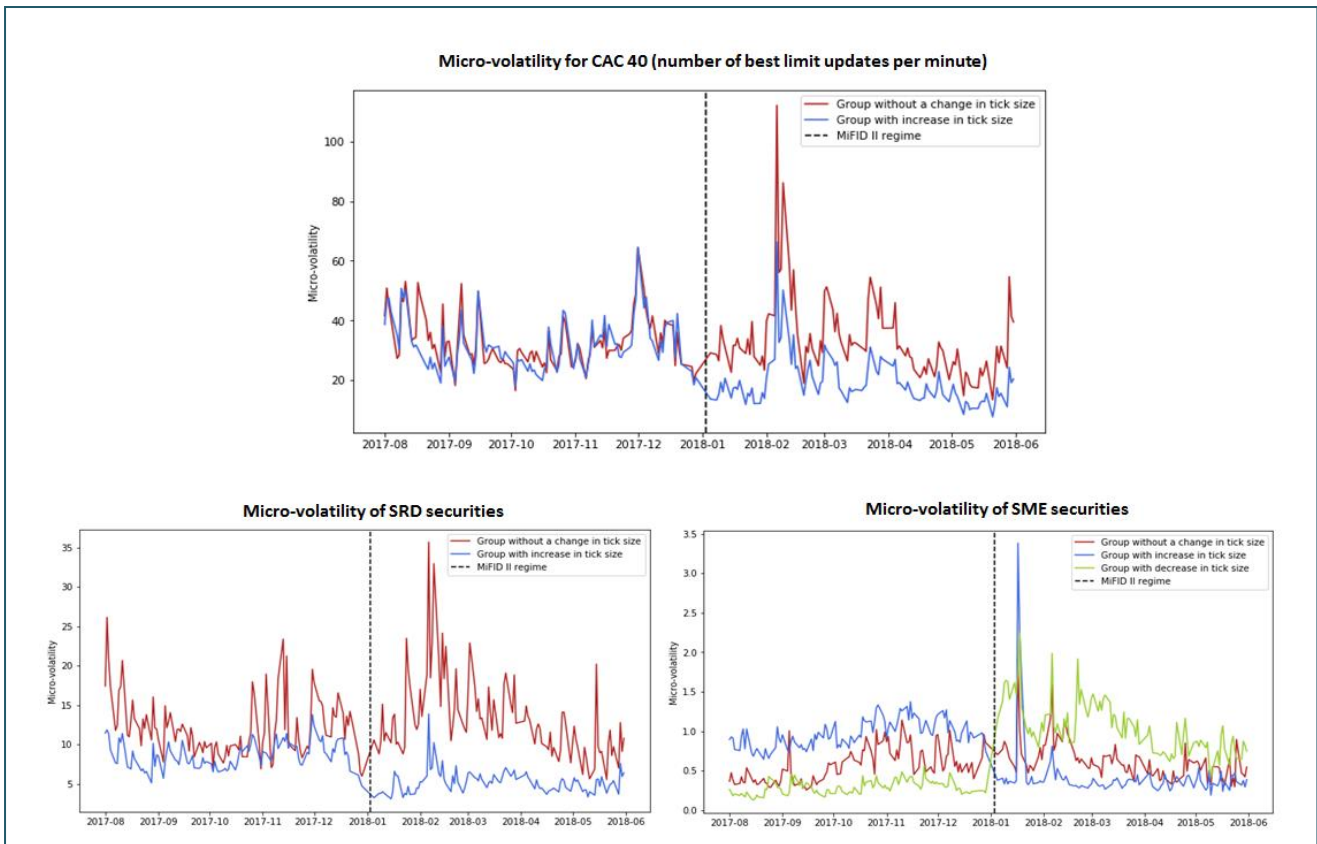 Micro-volatility for CAC 40 (number of best limit updates per minute)
Group without a change in tick size
Group with increase in tick size
MiFID II regime
Micro-volatility
100
80
60
40
20
2017-08 2017-09 2017-10 2017-11 2017-12 2018-01 2018-02 2018-03 2018-04 2018-05 2018-06
Micro-volatility of SRD securities
Group without a change in tick size
Group with increase in tick size
MiFID II regime
Micro-volatility
35
30
25
20
15
10
5
2017-08 2017-09 2017-10 2017-11 2017-12 2018-01 2018-02 2018-03 2018-04 2018-05 2018-06
Micro-volatility of SME securities
Group without a change in tick size
Group with increase in tick size
Group with decrease in tick size
MiFID II regime
Micro-volatility
3.5
3.0
2.5
2.0
1.5
1.0
0.5
0.0
2017-08 2017-09 2017-10 2017-11 2017-12 2018-01 2018-02 2018-03 2018-04 2018-05 2018-06